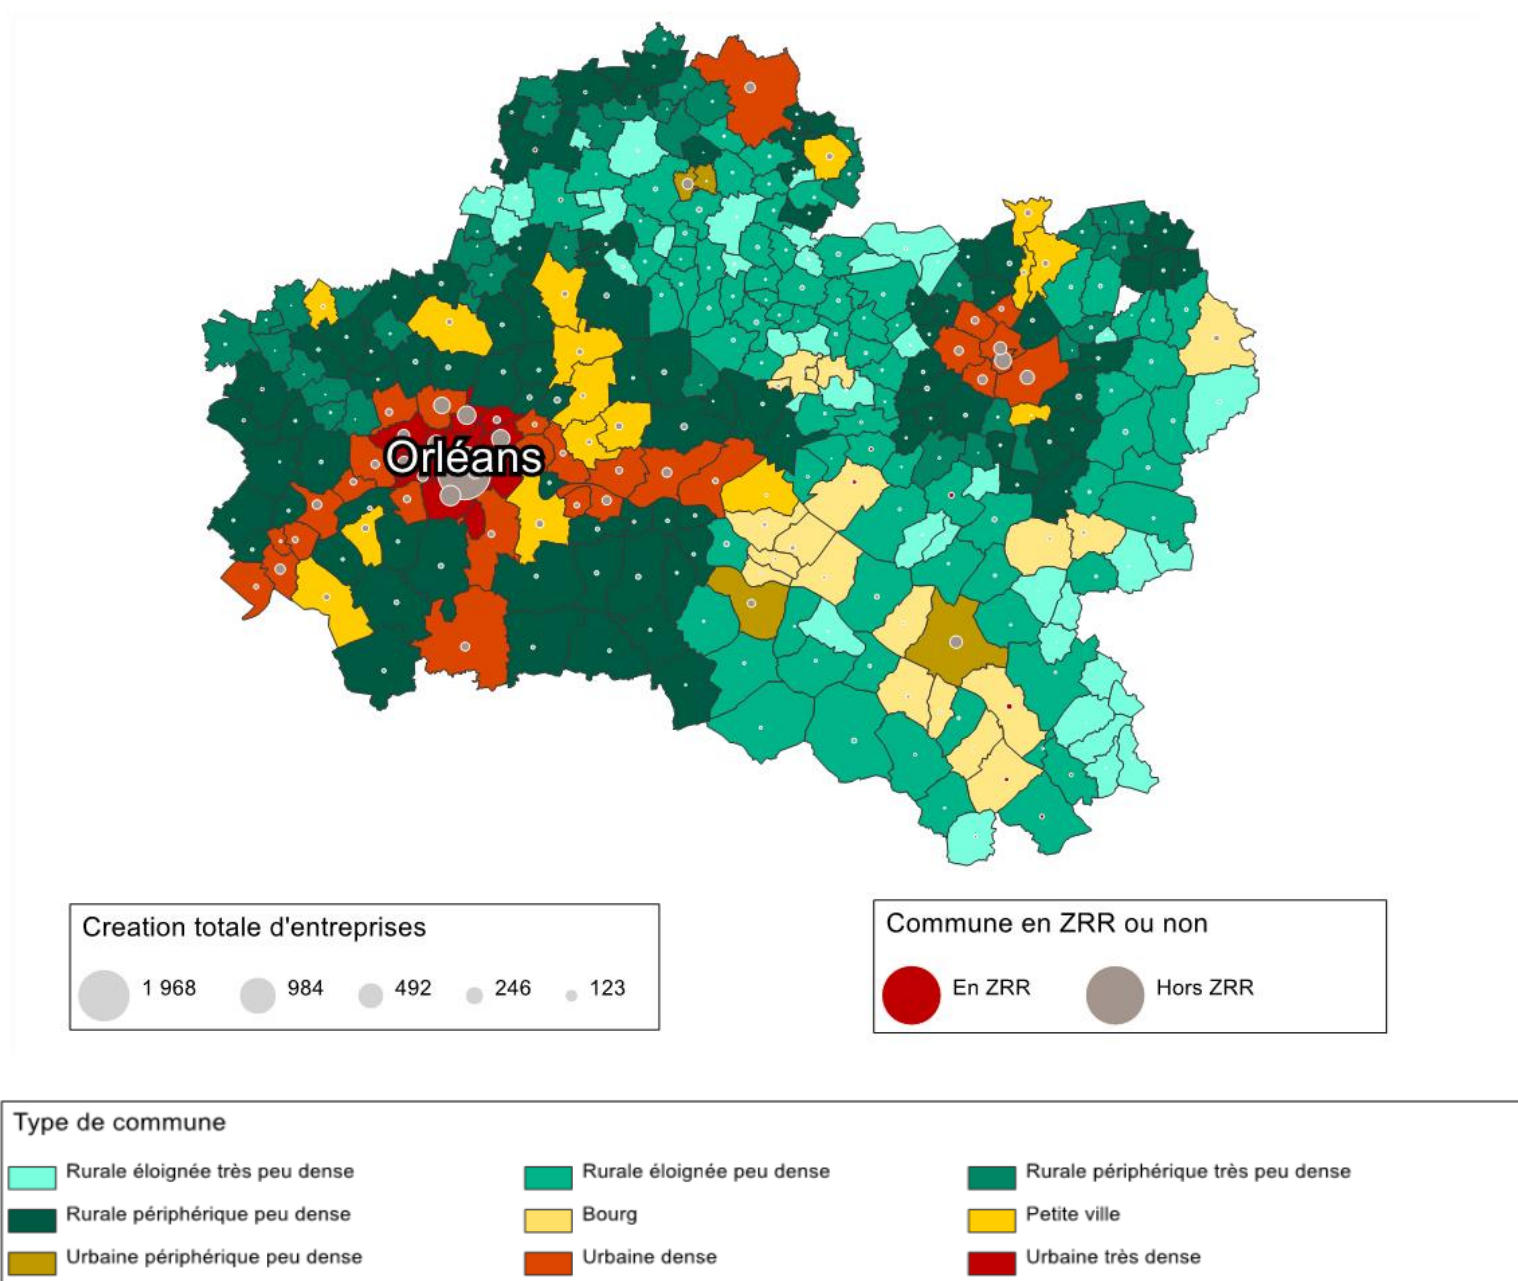 Orléans
Creation totale d'entreprises
1 968 984 492 246 123
Commune en ZRR ou non
En ZRR Hors ZRR
Type de commune
Rurale éloignée très peu dense Rurale éloignée peu dense Rurale périphérique très peu dense
Rurale périphérique peu dense Bourg Petite ville
Urbaine périphérique peu dense Urbaine dense Urbaine très dense